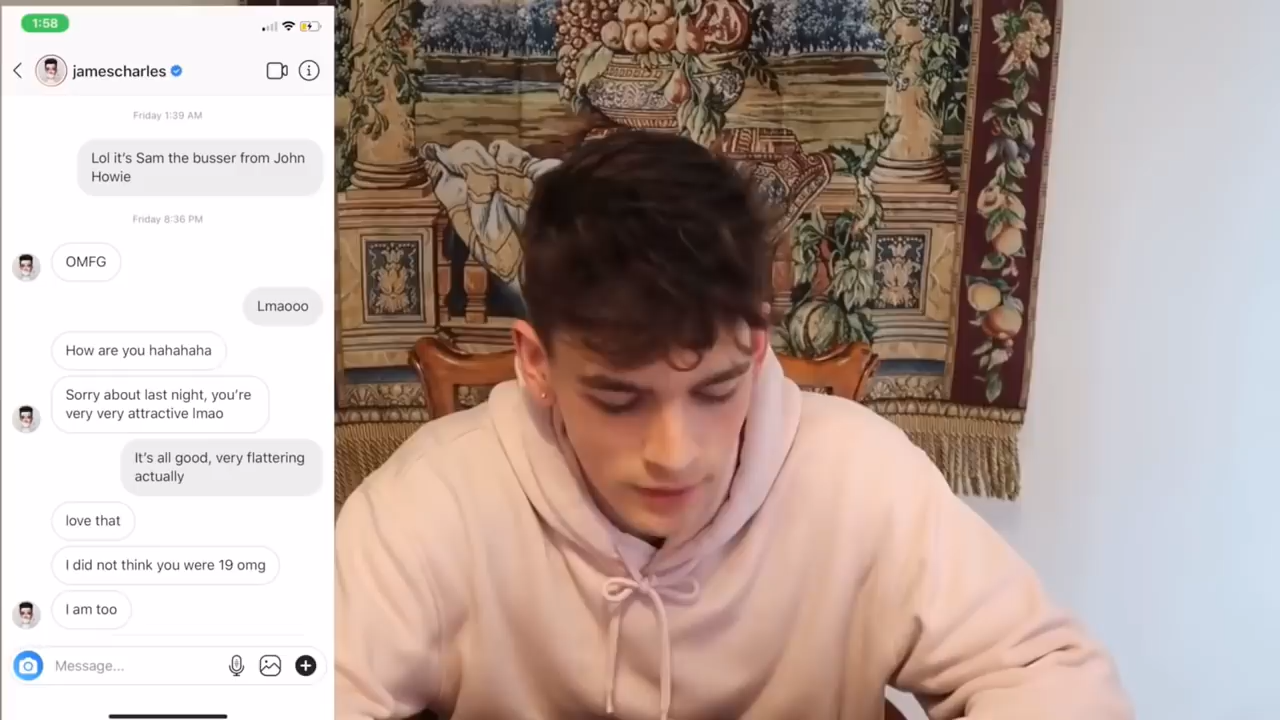 1:58
jamescharles
Friday 1:39 AM
Lol it’s Sam the busser from John
Howie
Friday 8:36 PM
OMFG
Lmaooo
How are you hahahaha
Sorry about last night, you’re
very very attractive lmao
It’s all good, very flattering
actually
love that
I did not think you were 19 omg
I am too
Message...